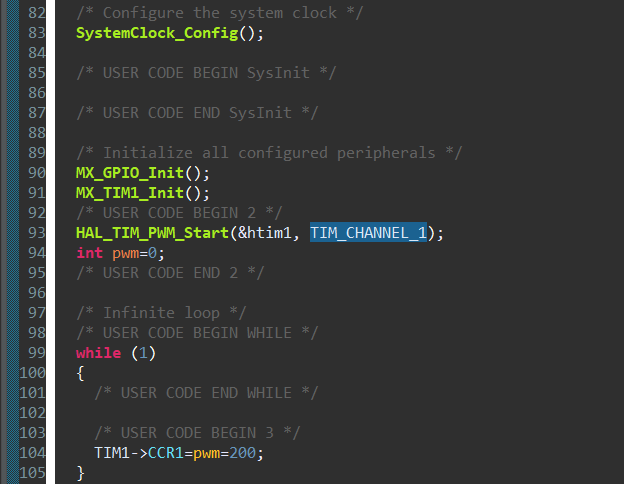 82 /* Configure the system clock */
83 SystemClock_Config();
84
85 /* USER CODE BEGIN SysInit */
86
87 /* USER CODE END SysInit */
88
89 /* Initialize all configured peripherals */
90 MX_GPIO_Init();
91 MX_TIM1_Init();
92 /* USER CODE BEGIN 2 */
93 HAL_TIM_PWM_Start(&htim1, TIM_CHANNEL_1);
94 int pwm=0;
95 /* USER CODE END 2 */
96
97 /* Infinite loop */
98 /* USER CODE BEGIN WHILE */
99 while (1)
100 {
101 /* USER CODE END WHILE */
102
103 /* USER CODE BEGIN 3 */
104 TIM1->CCR1=pwm=200;
105 }